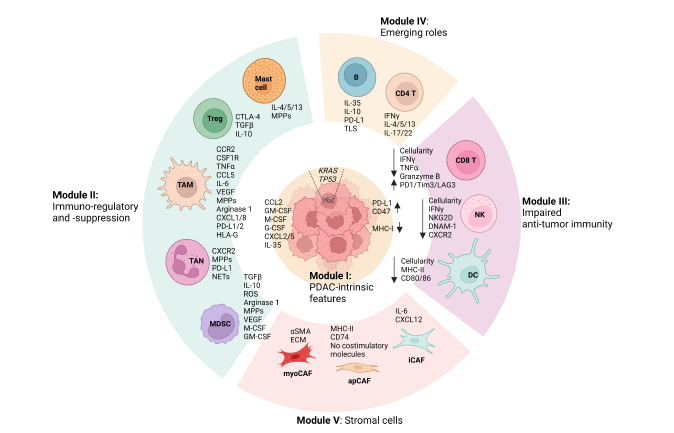 Module IV:
Emerging roles
B
CD4 T
IL-35
IL-10
PD-L1
TLS
IFNγ
IL-4/5/13
IL-17/22
Mast
cell
IL-4/5/13
MPPs
Treg
CTLA-4
TGFβ
IL-10
TAM
CCR2
CSF1R
TNFα
CCL5
IL-6
VEGF
MPPs
Arginase 1
CXCL1/8
PD-L1/2
HLA-G
Module II:
Immuno-regulatory
and -suppression
TAN
CXCR2
MPPs
PD-L1
NETs
MDSC
TGFβ
IL-10
ROS
Arginase 1
MPPs
VEGF
M-CSF
GM-CSF
KRAS
TP53
CCL2
GM-CSF
M-CSF
G-CSF
CXCL2/5
IL-35
PD-L1
CD47
MHC-I
Module I:
PDAC-intrinsic
features
Cellularity
IFNγ
TNFα
Granzyme B
PD1/Tim3/LAG3
CD8 T
Cellularity
IFNγ
NKG2D
DNAM-1
CXCR2
NK
Cellularity
MHC-II
CD80/86
DC
Module III:
Impaired
anti-tumor immunity
αSMA
ECM
myoCAF
MHC-II
CD74
No costimulatory
molecules
apCAF
IL-6
CXCL12
iCAF
Module V: Stromal cells